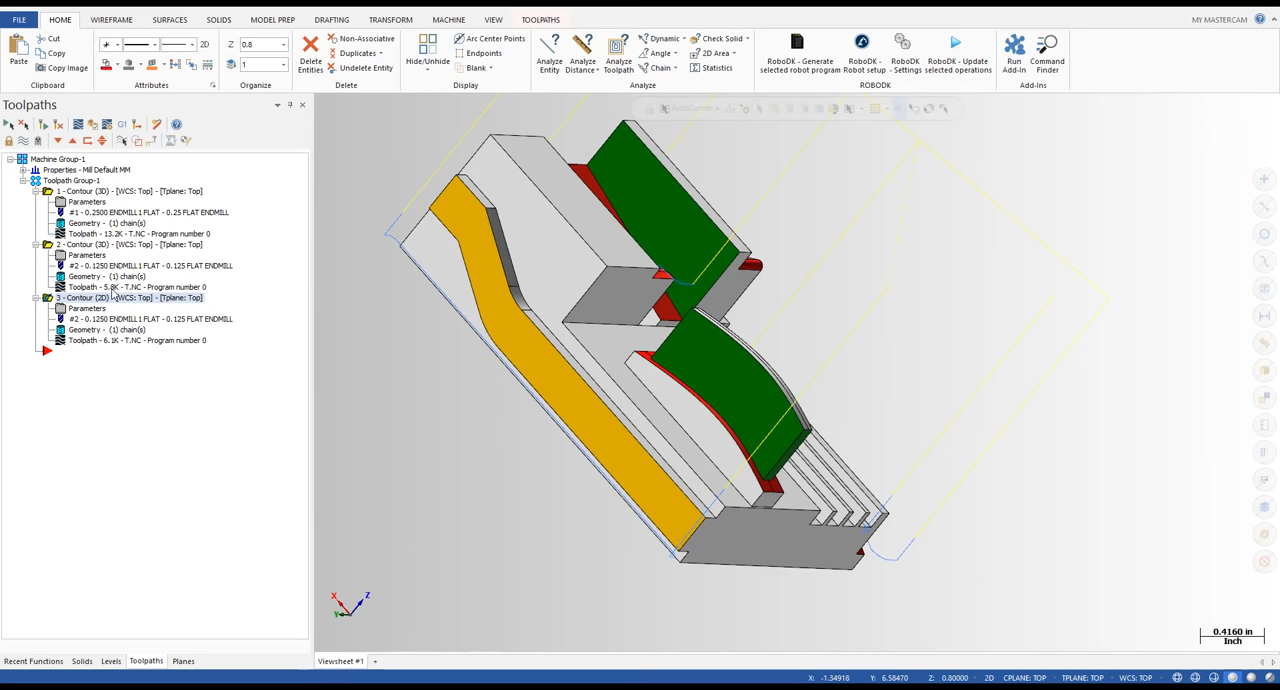 FILE HOME WIREFRAME SURFACES SOLIDS MODEL PREP DRAFTING TRANSFORM MACHINE VIEW TOOLPATHS MY MASTERCAM
Paste Cut Copy Copy Image
Clipboard
2D
Attributes
Z 0.8
1
Organize
Delete Entities Non-Associative Duplicates Undelete Entity
Delete
Hide/Unhide Arc Center Points Endpoints Blank
Display
Analyze Entity Analyze Distance Analyze Toolpath Dynamic Angle Chain Check Solid 2D Area Statistics
Analyze
RoboDK - Generate selected robot program RoboDK - Robot setup RoboDK - Settings RoboDK - Update selected operations
ROBODK
Run Add-In Command Finder
Add-Ins
Toolpaths
AutoCursor
G1
Machine Group-1
Properties - Mill Default MM
Toolpath Group-1
1 - Contour (3D) - [WCS: Top] - [Tplane: Top]
Parameters
#1 - 0.2500 ENDMILL1 FLAT - 0.25 FLAT ENDMILL
Geometry - (1) chain(s)
Toolpath - 13.2K - T.NC - Program number 0
2 - Contour (3D) - [WCS: Top] - [Tplane: Top]
Parameters
#2 - 0.1250 ENDMILL1 FLAT - 0.125 FLAT ENDMILL
Geometry - (1) chain(s)
Toolpath - 5.8K - T.NC - Program number 0
3 - Contour (2D) - [WCS: Top] - [Tplane: Top]
Parameters
#2 - 0.1250 ENDMILL1 FLAT - 0.125 FLAT ENDMILL
Geometry - (1) chain(s)
Toolpath - 6.1K - T.NC - Program number 0
X Z Y
0.4160 in
Inch
Recent Functions Solids Levels Toolpaths Planes
Viewsheet #1 +
X: -1.34918 Y: 6.58470 Z: 0.80000 2D CPLANE: TOP TPLANE: TOP WCS: TOP